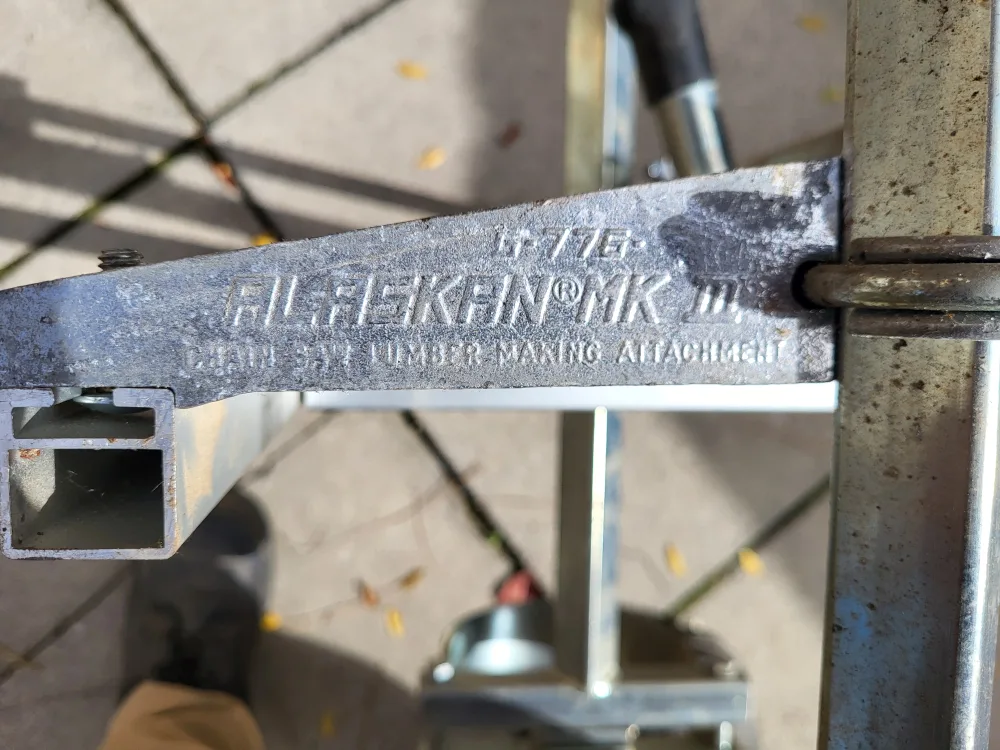 G-776-
ALASKAN® MK III
CHAIN SAW LUMBER MAKING ATTACHMENT